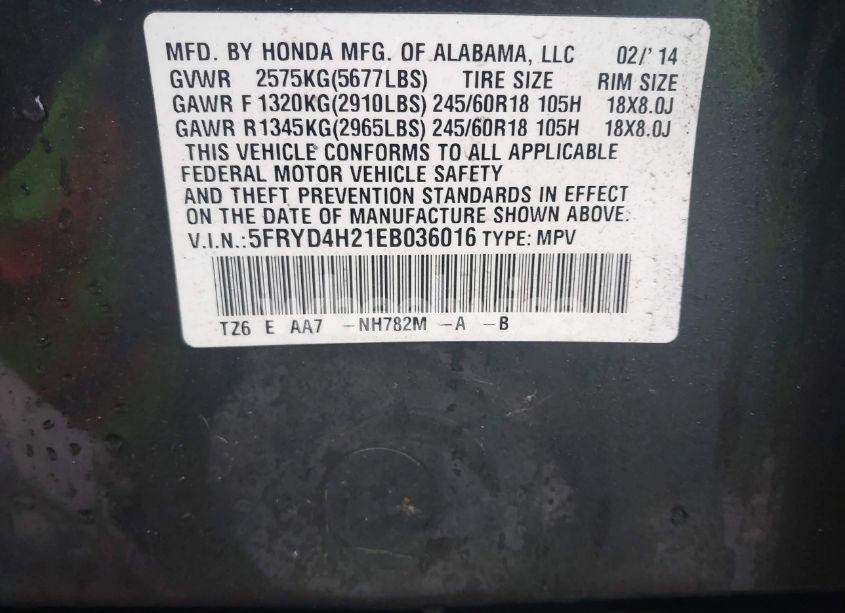 MFD. BY HONDA MFG. OF ALABAMA, LLC 02/' 14
GVWR 2575KG(5677LBS) TIRE SIZE RIM SIZE
GAWR F 1320KG(2910LBS) 245/60R18 105H 18X8.0J
GAWR R 1345KG(2965LBS) 245/60R18 105H 18X8.0J
THIS VEHICLE CONFORMS TO ALL APPLICABLE
FEDERAL MOTOR VEHICLE SAFETY
AND THEFT PREVENTION STANDARDS IN EFFECT
ON THE DATE OF MANUFACTURE SHOWN ABOVE.
V.I.N.: 5FRYD4H21EB036016 TYPE: MPV
TZ6 E AA7 -NH782M -A -B